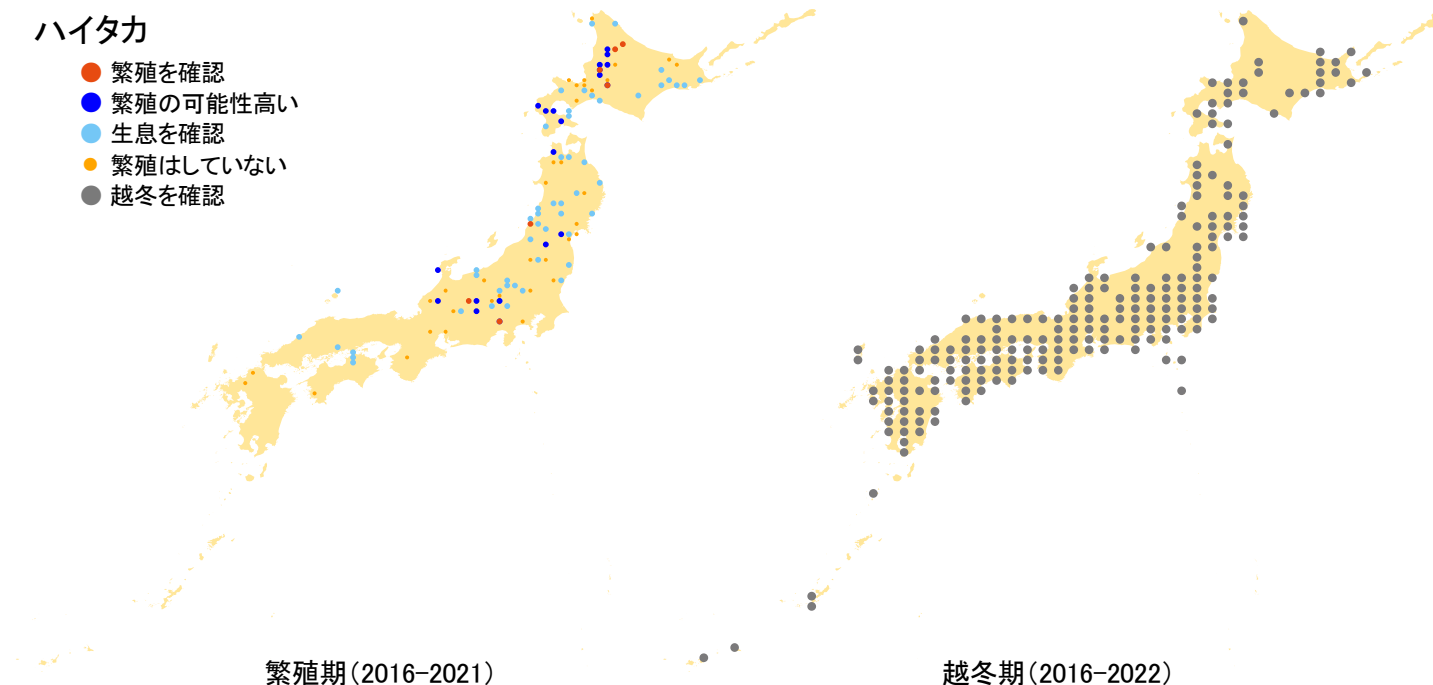 ハイタカ
繁殖を確認
繁殖の可能性高い
生息を確認
繁殖はしていない
越冬を確認
繁殖期(2016-2021)
越冬期(2016-2022)